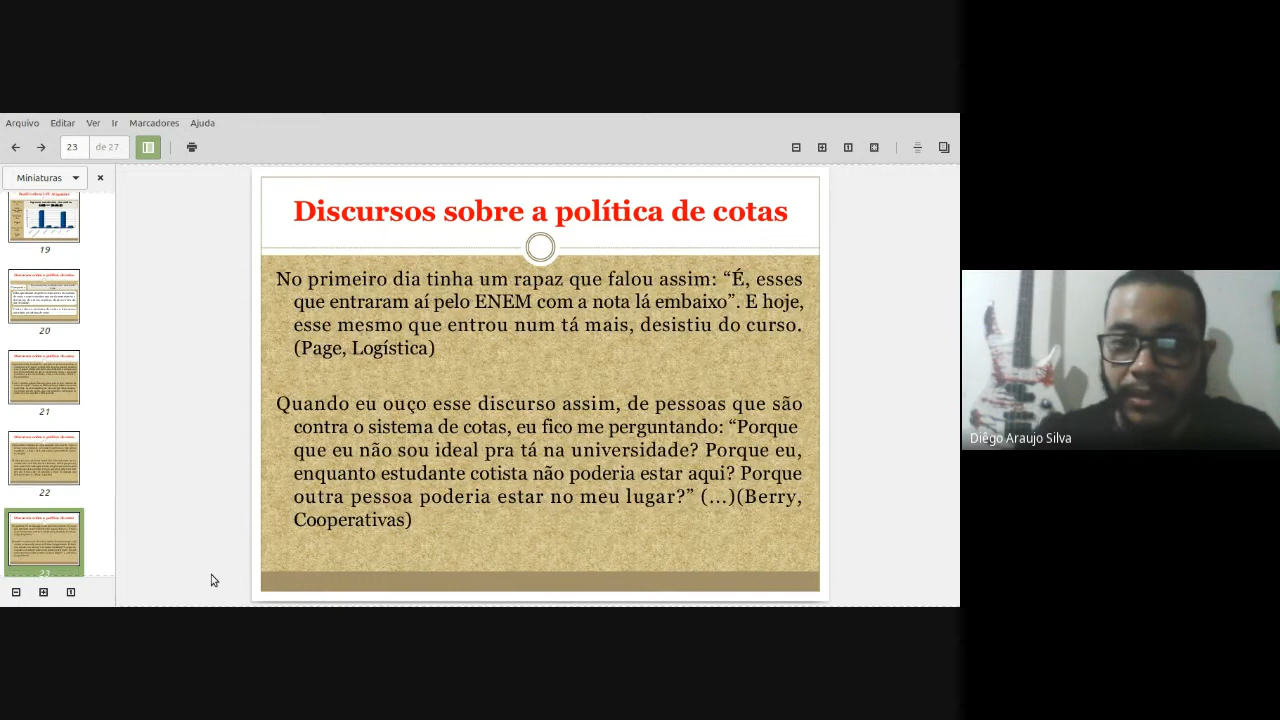 Arquivo Editar Ver Ir Marcadores Ajuda
23 de 27
Miniaturas
19
20
21
22
23
Discursos sobre a política de cotas
No primeiro dia tinha um rapaz que falou assim: “É, esses
que entraram aí pelo ENEM com a nota lá embaixo”. E hoje,
esse mesmo que entrou num tá mais, desistiu do curso.
(Page, Logística)
Quando eu ouço esse discurso assim, de pessoas que são
contra o sistema de cotas, eu fico me perguntando: “Porque
que eu não sou ideal pra tá na universidade? Porque eu,
enquanto estudante cotista não poderia estar aqui? Porque
outra pessoa poderia estar no meu lugar?” (...)(Berry,
Cooperativas)
Diêgo Araujo Silva